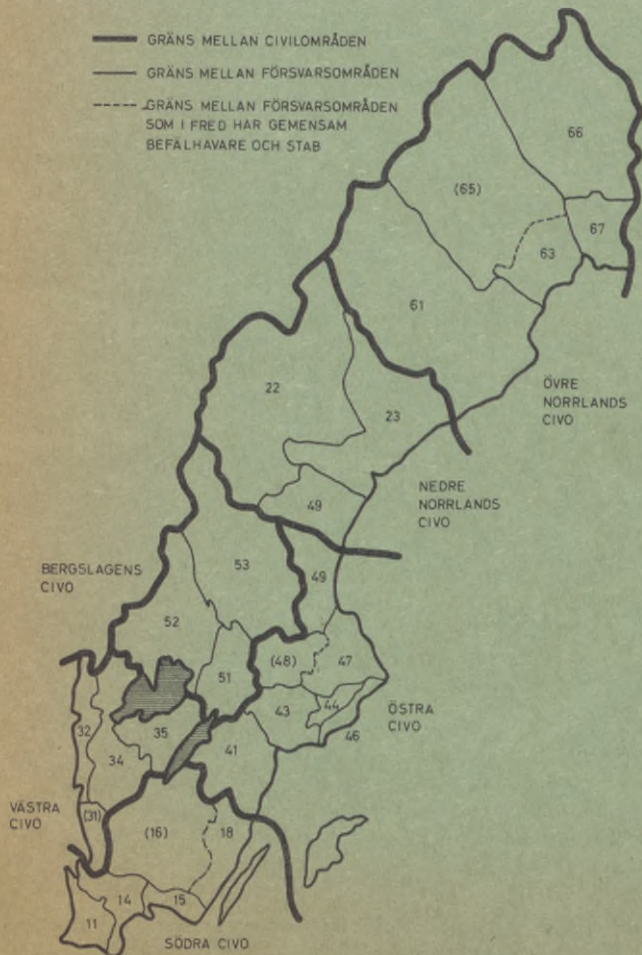 GRÄNS MELLAN CIVILOMRÅDEN
GRÄNS MELLAN FÖRSVARSOMRÅDEN
GRÄNS MELLAN FÖRSVARSOMRÅDEN
SOM I FRED HAR GEMENSAM
BEFÄLHAVARE OCH STAB
66
(65)
67
63
61
ÖVRE
NORRLANDS
CIVO
22
23
NEDRE
NORRLANDS
CIVO
49
BERGSLAGENS
CIVO
53
49
52
(48)
47
51
44
43
ÖSTRA
CIVO
46
32
35
34
41
VÄSTRA
CIVO
(31)
(16)
18
14
15
11
SÖDRA CIVO